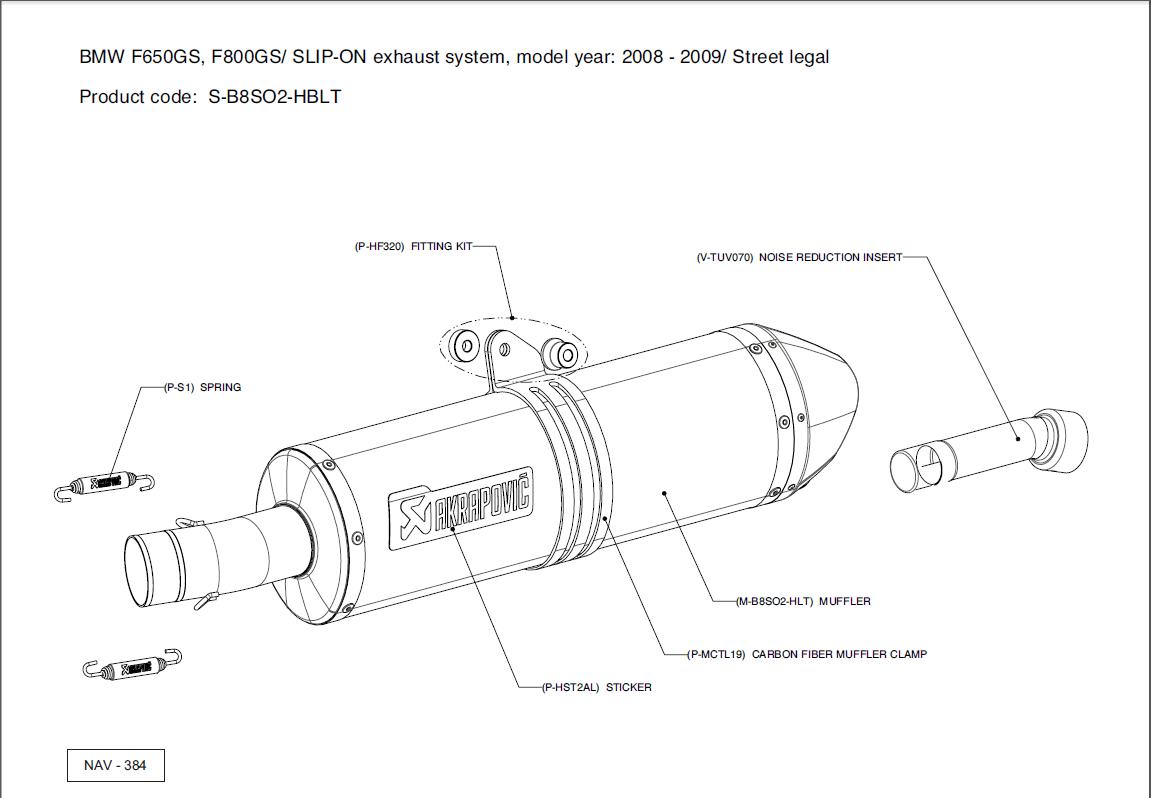 BMW F650GS, F800GS/ SLIP-ON exhaust system, model year: 2008 - 2009/ Street legal
Product code:  S-B8SO2-HBLT
(P-HF320)  FITTING KIT
(V-TUV070)  NOISE REDUCTION INSERT
(P-S1)  SPRING
AKRAPOVIČ
(M-B8SO2-HLT)  MUFFLER
(P-MCTL19)  CARBON FIBER MUFFLER CLAMP
(P-HST2AL)  STICKER
NAV - 384